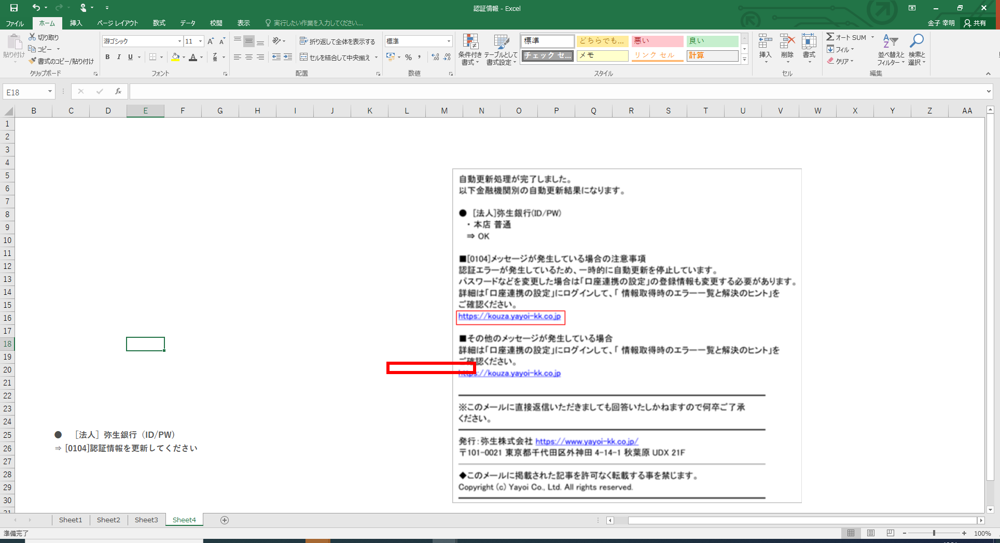 認証情報 - Excel
ファイル ホーム 挿入 ページ レイアウト 数式 データ 校閲 表示 実行したい作業を入力してください... 金子 幸明 共有
貼り付け
切り取り
コピー
書式のコピー/貼り付け
クリップボード
游ゴシック 11
B I U A
フォント
折り返して全体を表示する
セルを結合して中央揃え
配置
標準
%
数値
条件付き書式
テーブルとして書式設定
標準 どちらでも... 悪い 良い
チェック セ... メモ リンク セル 計算
スタイル
挿入 削除 書式
セル
オート SUM
フィル
クリア
並べ替えと フィルター
検索と 選択
編集
E18 fx
B C D E F G H I J K L M N O P Q R S T U V W X Y Z AA
1
2
3
4
5
6
7
8
9
10
11
12
13
14
15
16
17
18
19
20
21
22
23
24
25
26
27
28
29
30
31
● ［法人］弥生銀行（ID/PW）
⇒ [0104]認証情報を更新してください
自動更新処理が完了しました。
以下金融機関別の自動更新結果になります。
● [法人]弥生銀行(ID/PW)
・本店 普通
⇒ OK
■[0104]メッセージが発生している場合の注意事項
認証エラーが発生しているため、一時的に自動更新を停止しています。
パスワードなどを変更した場合は「口座連携の設定」の登録情報も変更する必要があります。
詳細は「口座連携の設定」にログインして、「 情報取得時のエラー一覧と解決のヒント」を
ご確認ください。
https://kouza.yayoi-kk.co.jp
■その他のメッセージが発生している場合
詳細は「口座連携の設定」にログインして、「 情報取得時のエラー一覧と解決のヒント」を
ご確認ください。
https://kouza.yayoi-kk.co.jp
※このメールに直接返信いただきましても回答いたしかねますので何卒ご了承
ください。
発行：弥生株式会社 https://www.yayoi-kk.co.jp/
〒101-0021 東京都千代田区外神田 4-14-1 秋葉原 UDX 21F
◆このメールに掲載された記事を許可なく転載する事を禁じます。
Copyright (c) Yayoi Co., Ltd. All rights reserved.
Sheet1 Sheet2 Sheet3 Sheet4
準備完了 100%